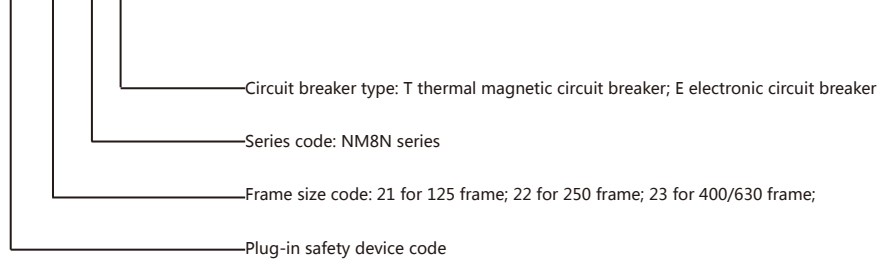 Circuit breaker type: T thermal magnetic circuit breaker; E electronic circuit breaker
Series code: NM8N series
Frame size code: 21 for 125 frame; 22 for 250 frame; 23 for 400/630 frame;
Plug-in safety device code